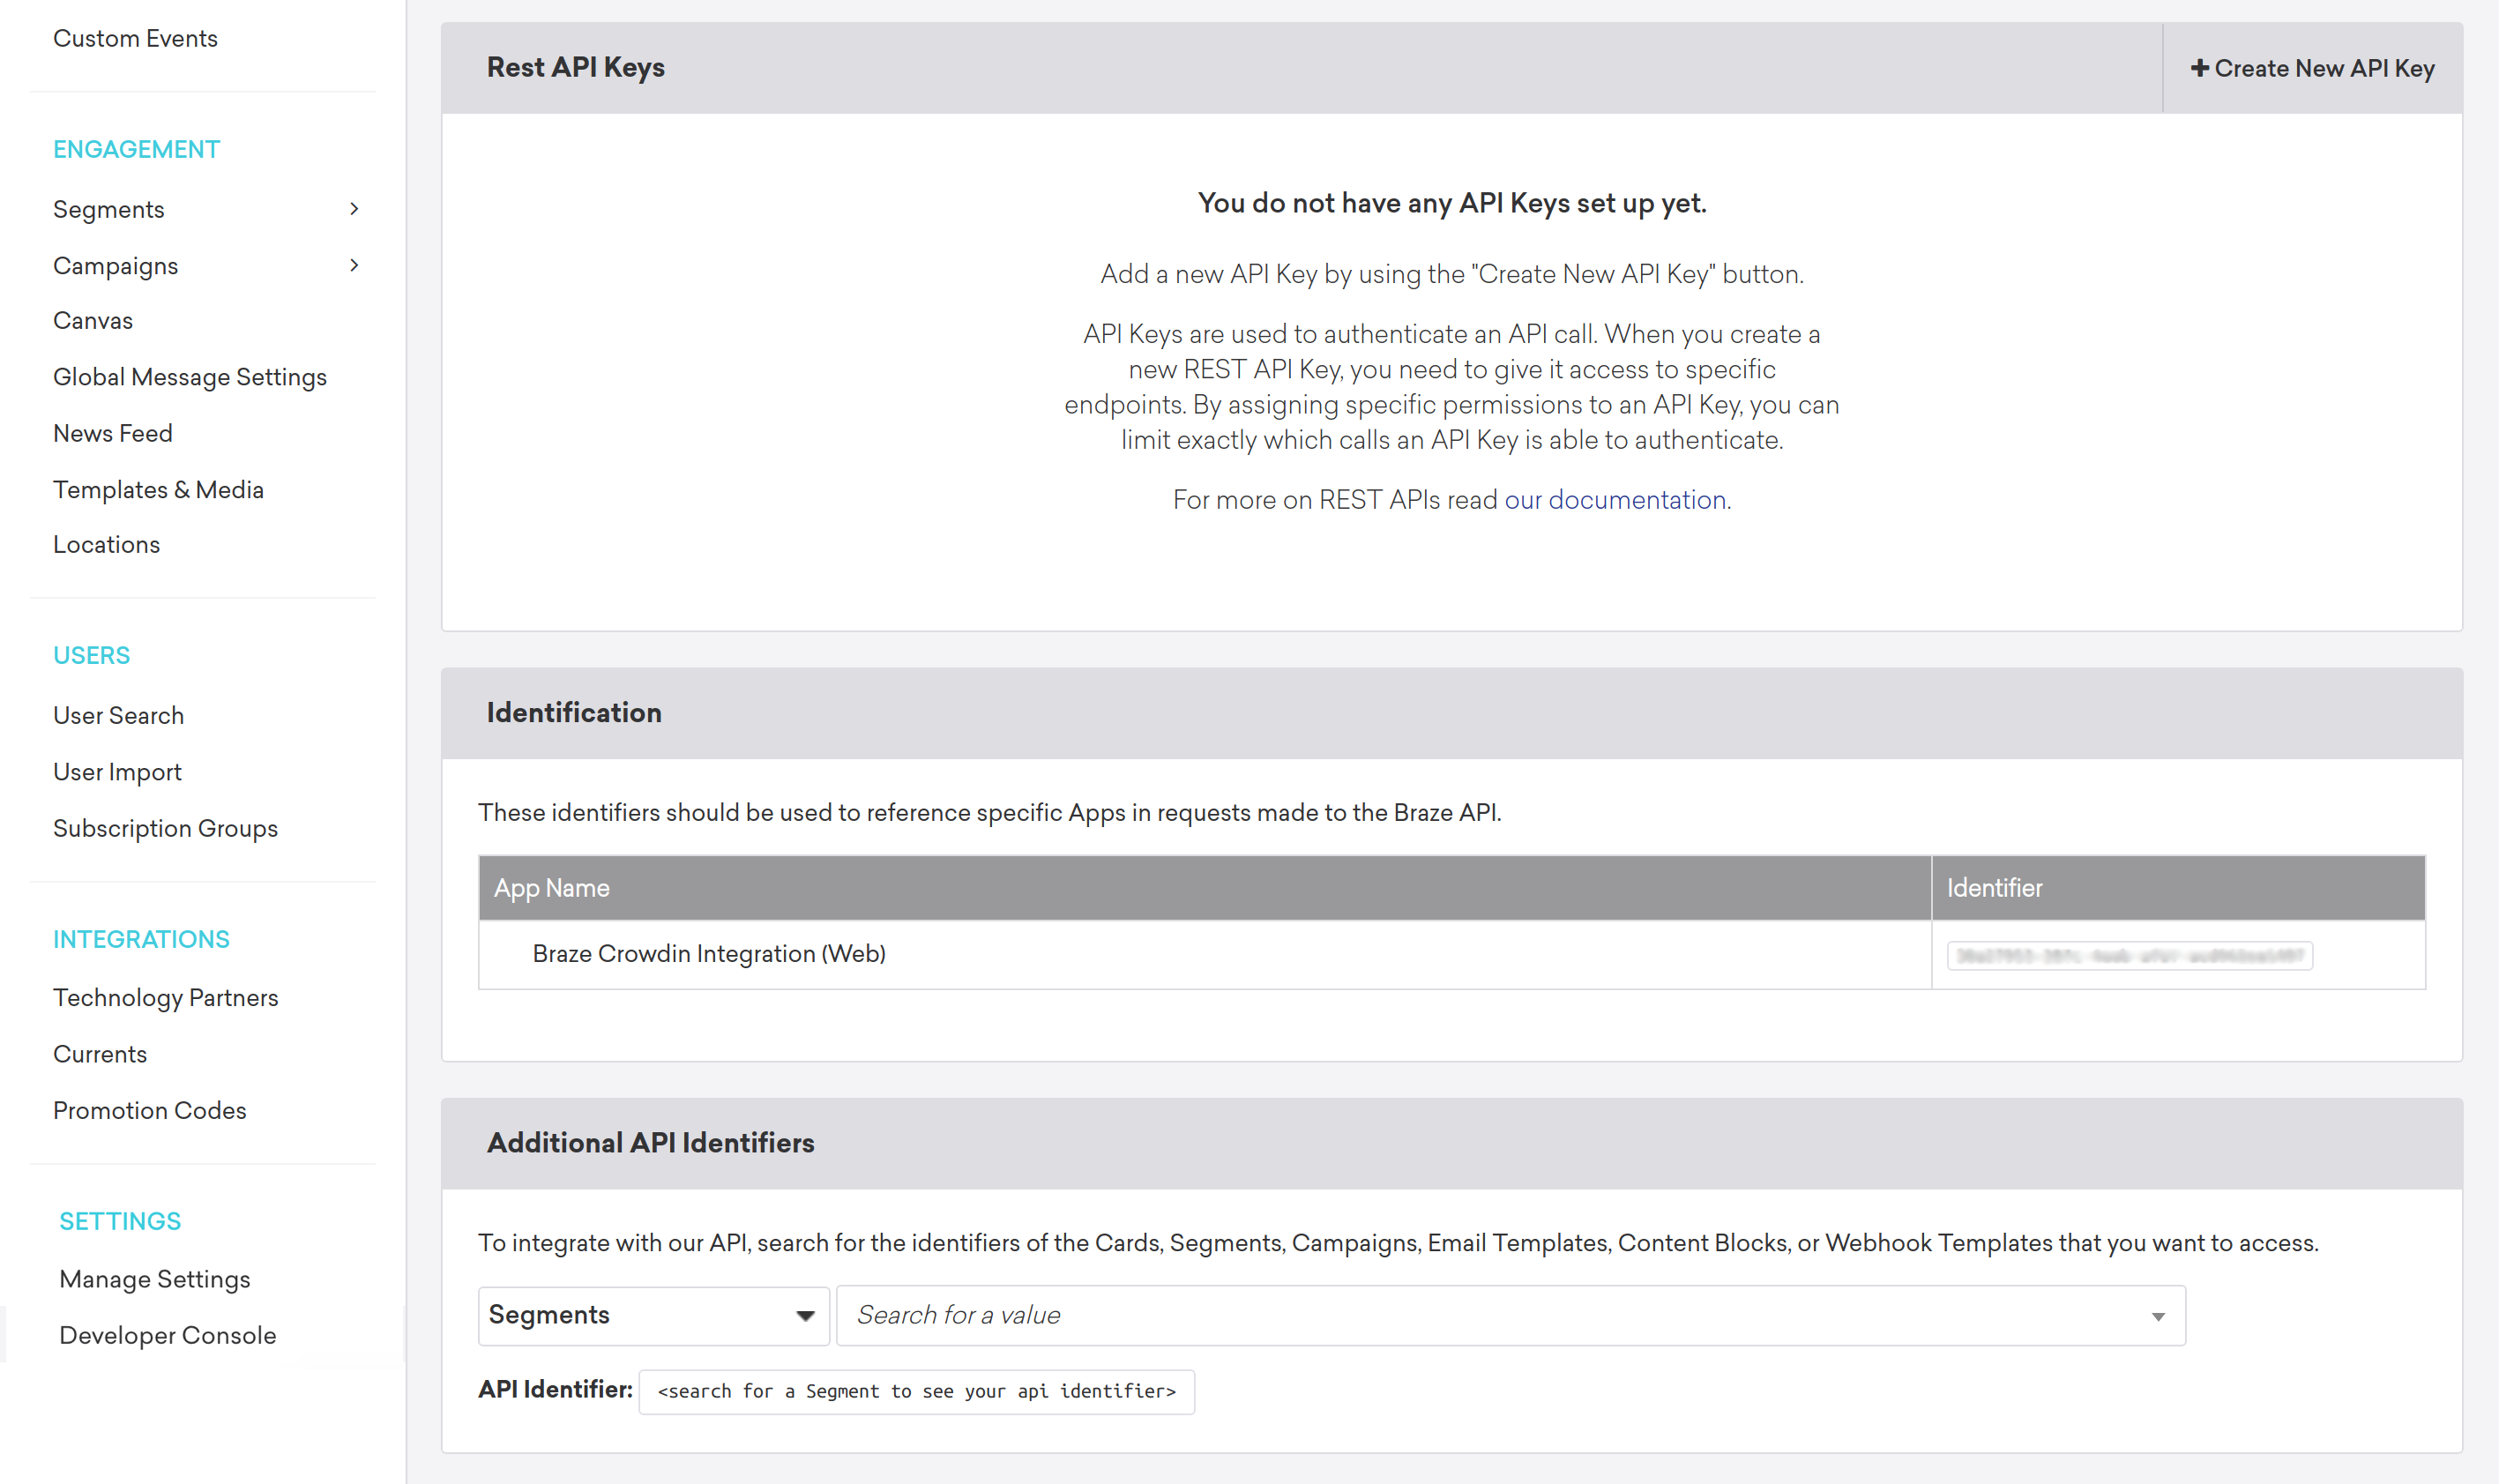 Custom Events
ENGAGEMENT
Segments
Campaigns
Canvas
Global Message Settings
News Feed
Templates & Media
Locations
USERS
User Search
User Import
Subscription Groups
INTEGRATIONS
Technology Partners
Currents
Promotion Codes
SETTINGS
Manage Settings
Developer Console
Rest API Keys
Create New API Key
You do not have any API Keys set up yet.
Add a new API Key by using the "Create New API Key" button.
API Keys are used to authenticate an API call. When you create a
new REST API Key, you need to give it access to specific
endpoints. By assigning specific permissions to an API Key, you can
limit exactly which calls an API Key is able to authenticate.
For more on REST APIs read our documentation.
Identification
These identifiers should be used to reference specific Apps in requests made to the Braze API.
App Name Identifier
Braze Crowdin Integration (Web)
Additional API Identifiers
To integrate with our API, search for the identifiers of the Cards, Segments, Campaigns, Email Templates, Content Blocks, or Webhook Templates that you want to access.
Segments Search for a value
API Identifier: <search for a Segment to see your api identifier>